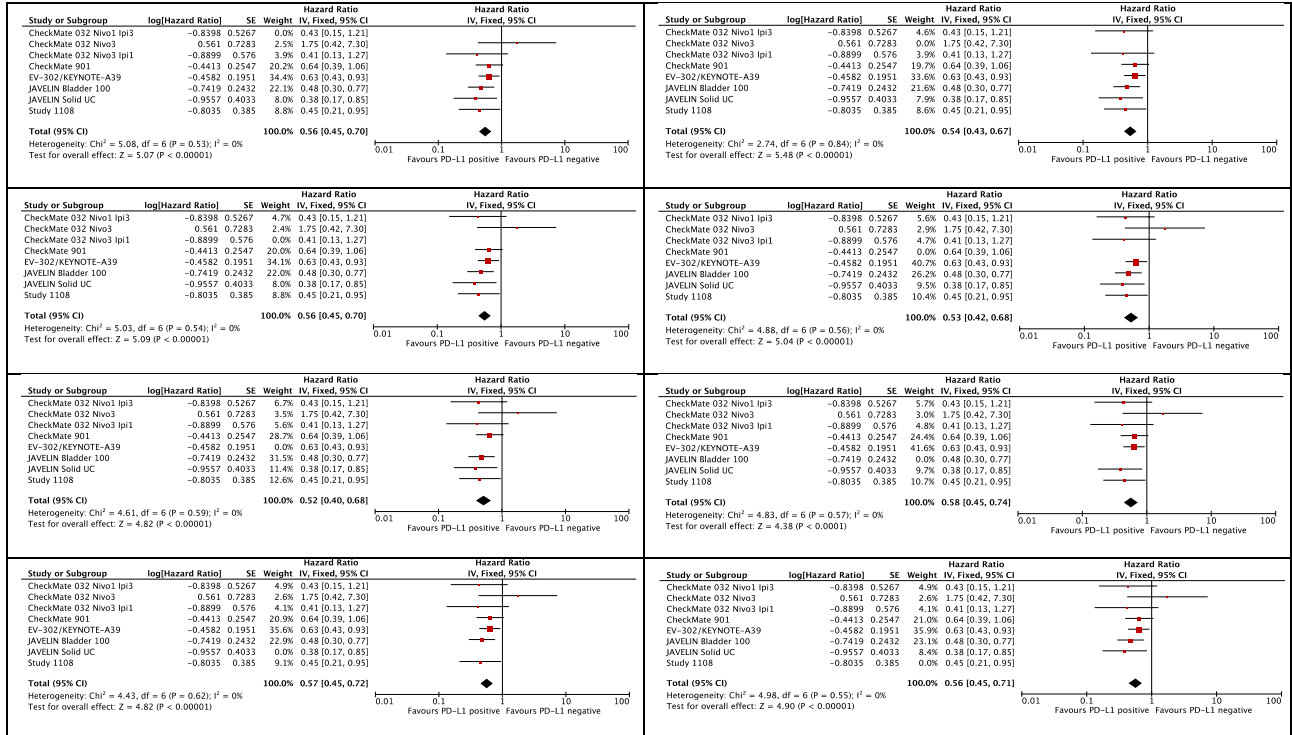 Hazard Ratio Hazard Ratio
Study or Subgroup log[Hazard Ratio] SE Weight IV, Fixed, 95% CI IV, Fixed, 95% CI
CheckMate 032 Nivo1 Ipi3 −0.8398 0.5267 0.0% 0.43 [0.15, 1.21]
CheckMate 032 Nivo3 0.561 0.7283 2.5% 1.75 [0.42, 7.30]
CheckMate 032 Nivo3 Ipi1 −0.8899 0.576 3.9% 0.41 [0.13, 1.27]
CheckMate 901 −0.4413 0.2547 20.2% 0.64 [0.39, 1.06]
EV-302/KEYNOTE-A39 −0.4582 0.1951 34.4% 0.63 [0.43, 0.93]
JAVELIN Bladder 100 −0.7419 0.2432 22.1% 0.48 [0.30, 0.77]
JAVELIN Solid UC −0.9557 0.4033 8.0% 0.38 [0.17, 0.85]
Study 1108 −0.8035 0.385 8.8% 0.45 [0.21, 0.95]
Total (95% CI) 100.0% 0.56 [0.45, 0.70]
Heterogeneity: Chi² = 5.08, df = 6 (P = 0.53); I² = 0%
Test for overall effect: Z = 5.07 (P < 0.00001)
0.01 0.1 1 10 100
Favours PD-L1 positive Favours PD-L1 negative
Hazard Ratio Hazard Ratio
Study or Subgroup log[Hazard Ratio] SE Weight IV, Fixed, 95% CI IV, Fixed, 95% CI
CheckMate 032 Nivo1 Ipi3 −0.8398 0.5267 4.6% 0.43 [0.15, 1.21]
CheckMate 032 Nivo3 0.561 0.7283 0.0% 1.75 [0.42, 7.30]
CheckMate 032 Nivo3 Ipi1 −0.8899 0.576 3.9% 0.41 [0.13, 1.27]
CheckMate 901 −0.4413 0.2547 19.7% 0.64 [0.39, 1.06]
EV-302/KEYNOTE-A39 −0.4582 0.1951 33.6% 0.63 [0.43, 0.93]
JAVELIN Bladder 100 −0.7419 0.2432 21.6% 0.48 [0.30, 0.77]
JAVELIN Solid UC −0.9557 0.4033 7.9% 0.38 [0.17, 0.85]
Study 1108 −0.8035 0.385 8.6% 0.45 [0.21, 0.95]
Total (95% CI) 100.0% 0.54 [0.43, 0.67]
Heterogeneity: Chi² = 2.74, df = 6 (P = 0.84); I² = 0%
Test for overall effect: Z = 5.48 (P < 0.00001)
0.01 0.1 1 10 100
Favours PD-L1 positive Favours PD-L1 negative
Hazard Ratio Hazard Ratio
Study or Subgroup log[Hazard Ratio] SE Weight IV, Fixed, 95% CI IV, Fixed, 95% CI
CheckMate 032 Nivo1 Ipi3 −0.8398 0.5267 4.7% 0.43 [0.15, 1.21]
CheckMate 032 Nivo3 0.561 0.7283 2.4% 1.75 [0.42, 7.30]
CheckMate 032 Nivo3 Ipi1 −0.8899 0.576 0.0% 0.41 [0.13, 1.27]
CheckMate 901 −0.4413 0.2547 20.0% 0.64 [0.39, 1.06]
EV-302/KEYNOTE-A39 −0.4582 0.1951 34.1% 0.63 [0.43, 0.93]
JAVELIN Bladder 100 −0.7419 0.2432 22.0% 0.48 [0.30, 0.77]
JAVELIN Solid UC −0.9557 0.4033 8.0% 0.38 [0.17, 0.85]
Study 1108 −0.8035 0.385 8.8% 0.45 [0.21, 0.95]
Total (95% CI) 100.0% 0.56 [0.45, 0.70]
Heterogeneity: Chi² = 5.03, df = 6 (P = 0.54); I² = 0%
Test for overall effect: Z = 5.09 (P < 0.00001)
0.01 0.1 1 10 100
Favours PD-L1 positive Favours PD-L1 negative
Hazard Ratio Hazard Ratio
Study or Subgroup log[Hazard Ratio] SE Weight IV, Fixed, 95% CI IV, Fixed, 95% CI
CheckMate 032 Nivo1 Ipi3 −0.8398 0.5267 5.6% 0.43 [0.15, 1.21]
CheckMate 032 Nivo3 0.561 0.7283 2.9% 1.75 [0.42, 7.30]
CheckMate 032 Nivo3 Ipi1 −0.8899 0.576 4.7% 0.41 [0.13, 1.27]
CheckMate 901 −0.4413 0.2547 0.0% 0.64 [0.39, 1.06]
EV-302/KEYNOTE-A39 −0.4582 0.1951 40.7% 0.63 [0.43, 0.93]
JAVELIN Bladder 100 −0.7419 0.2432 26.2% 0.48 [0.30, 0.77]
JAVELIN Solid UC −0.9557 0.4033 9.5% 0.38 [0.17, 0.85]
Study 1108 −0.8035 0.385 10.4% 0.45 [0.21, 0.95]
Total (95% CI) 100.0% 0.53 [0.42, 0.68]
Heterogeneity: Chi² = 4.88, df = 6 (P = 0.56); I² = 0%
Test for overall effect: Z = 5.04 (P < 0.00001)
0.01 0.1 1 10 100
Favours PD-L1 positive Favours PD-L1 negative
Hazard Ratio Hazard Ratio
Study or Subgroup log[Hazard Ratio] SE Weight IV, Fixed, 95% CI IV, Fixed, 95% CI
CheckMate 032 Nivo1 Ipi3 −0.8398 0.5267 6.7% 0.43 [0.15, 1.21]
CheckMate 032 Nivo3 0.561 0.7283 3.5% 1.75 [0.42, 7.30]
CheckMate 032 Nivo3 Ipi1 −0.8899 0.576 5.6% 0.41 [0.13, 1.27]
CheckMate 901 −0.4413 0.2547 28.7% 0.64 [0.39, 1.06]
EV-302/KEYNOTE-A39 −0.4582 0.1951 0.0% 0.63 [0.43, 0.93]
JAVELIN Bladder 100 −0.7419 0.2432 31.5% 0.48 [0.30, 0.77]
JAVELIN Solid UC −0.9557 0.4033 11.4% 0.38 [0.17, 0.85]
Study 1108 −0.8035 0.385 12.6% 0.45 [0.21, 0.95]
Total (95% CI) 100.0% 0.52 [0.40, 0.68]
Heterogeneity: Chi² = 4.61, df = 6 (P = 0.59); I² = 0%
Test for overall effect: Z = 4.82 (P < 0.00001)
0.01 0.1 1 10 100
Favours PD-L1 positive Favours PD-L1 negative
Hazard Ratio Hazard Ratio
Study or Subgroup log[Hazard Ratio] SE Weight IV, Fixed, 95% CI IV, Fixed, 95% CI
CheckMate 032 Nivo1 Ipi3 −0.8398 0.5267 5.7% 0.43 [0.15, 1.21]
CheckMate 032 Nivo3 0.561 0.7283 3.0% 1.75 [0.42, 7.30]
CheckMate 032 Nivo3 Ipi1 −0.8899 0.576 4.8% 0.41 [0.13, 1.27]
CheckMate 901 −0.4413 0.2547 24.4% 0.64 [0.39, 1.06]
EV-302/KEYNOTE-A39 −0.4582 0.1951 41.6% 0.63 [0.43, 0.93]
JAVELIN Bladder 100 −0.7419 0.2432 0.0% 0.48 [0.30, 0.77]
JAVELIN Solid UC −0.9557 0.4033 9.7% 0.38 [0.17, 0.85]
Study 1108 −0.8035 0.385 10.7% 0.45 [0.21, 0.95]
Total (95% CI) 100.0% 0.58 [0.45, 0.74]
Heterogeneity: Chi² = 4.83, df = 6 (P = 0.57); I² = 0%
Test for overall effect: Z = 4.38 (P < 0.0001)
0.01 0.1 1 10 100
Favours PD-L1 positive Favours PD-L1 negative
Hazard Ratio Hazard Ratio
Study or Subgroup log[Hazard Ratio] SE Weight IV, Fixed, 95% CI IV, Fixed, 95% CI
CheckMate 032 Nivo1 Ipi3 −0.8398 0.5267 4.9% 0.43 [0.15, 1.21]
CheckMate 032 Nivo3 0.561 0.7283 2.6% 1.75 [0.42, 7.30]
CheckMate 032 Nivo3 Ipi1 −0.8899 0.576 4.1% 0.41 [0.13, 1.27]
CheckMate 901 −0.4413 0.2547 20.9% 0.64 [0.39, 1.06]
EV-302/KEYNOTE-A39 −0.4582 0.1951 35.6% 0.63 [0.43, 0.93]
JAVELIN Bladder 100 −0.7419 0.2432 22.9% 0.48 [0.30, 0.77]
JAVELIN Solid UC −0.9557 0.4033 0.0% 0.38 [0.17, 0.85]
Study 1108 −0.8035 0.385 9.1% 0.45 [0.21, 0.95]
Total (95% CI) 100.0% 0.57 [0.45, 0.72]
Heterogeneity: Chi² = 4.43, df = 6 (P = 0.62); I² = 0%
Test for overall effect: Z = 4.82 (P < 0.00001)
0.01 0.1 1 10 100
Favours PD-L1 positive Favours PD-L1 negative
Hazard Ratio Hazard Ratio
Study or Subgroup log[Hazard Ratio] SE Weight IV, Fixed, 95% CI IV, Fixed, 95% CI
CheckMate 032 Nivo1 Ipi3 −0.8398 0.5267 4.9% 0.43 [0.15, 1.21]
CheckMate 032 Nivo3 0.561 0.7283 2.6% 1.75 [0.42, 7.30]
CheckMate 032 Nivo3 Ipi1 −0.8899 0.576 4.1% 0.41 [0.13, 1.27]
CheckMate 901 −0.4413 0.2547 21.0% 0.64 [0.39, 1.06]
EV-302/KEYNOTE-A39 −0.4582 0.1951 35.9% 0.63 [0.43, 0.93]
JAVELIN Bladder 100 −0.7419 0.2432 23.1% 0.48 [0.30, 0.77]
JAVELIN Solid UC −0.9557 0.4033 8.4% 0.38 [0.17, 0.85]
Study 1108 −0.8035 0.385 0.0% 0.45 [0.21, 0.95]
Total (95% CI) 100.0% 0.56 [0.45, 0.71]
Heterogeneity: Chi² = 4.98, df = 6 (P = 0.55); I² = 0%
Test for overall effect: Z = 4.90 (P < 0.00001)
0.01 0.1 1 10 100
Favours PD-L1 positive Favours PD-L1 negative